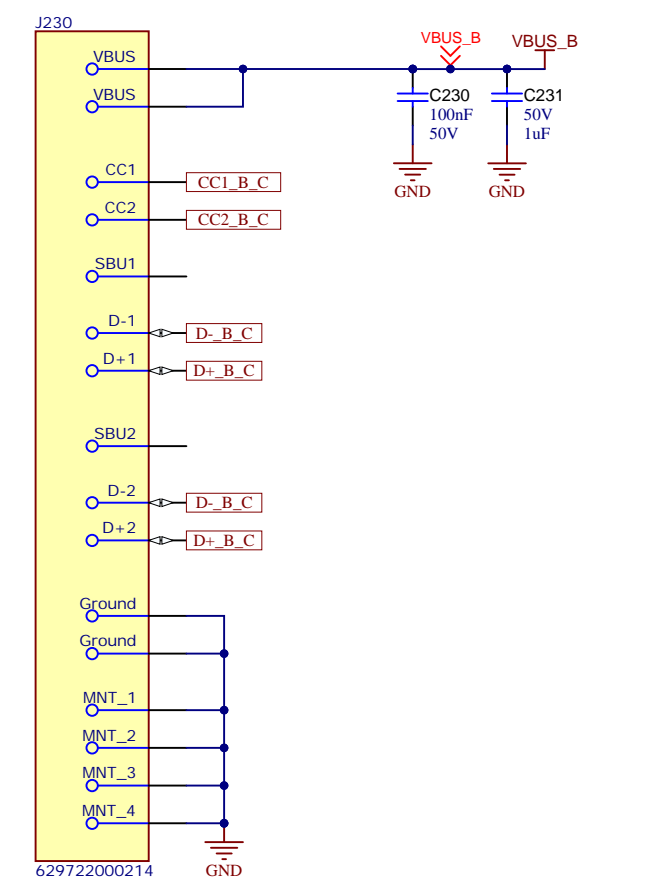 J230
VBUS
VBUS_B
VBUS_B
VBUS
C230
100nF
50V
GND
C231
50V
1uF
GND
CC1
CC1_B_C
CC2
CC2_B_C
SBU1
D-1
D-_B_C
D+1
D+_B_C
SBU2
D-2
D-_B_C
D+2
D+_B_C
Ground
Ground
MNT_1
MNT_2
MNT_3
MNT_4
GND
629722000214